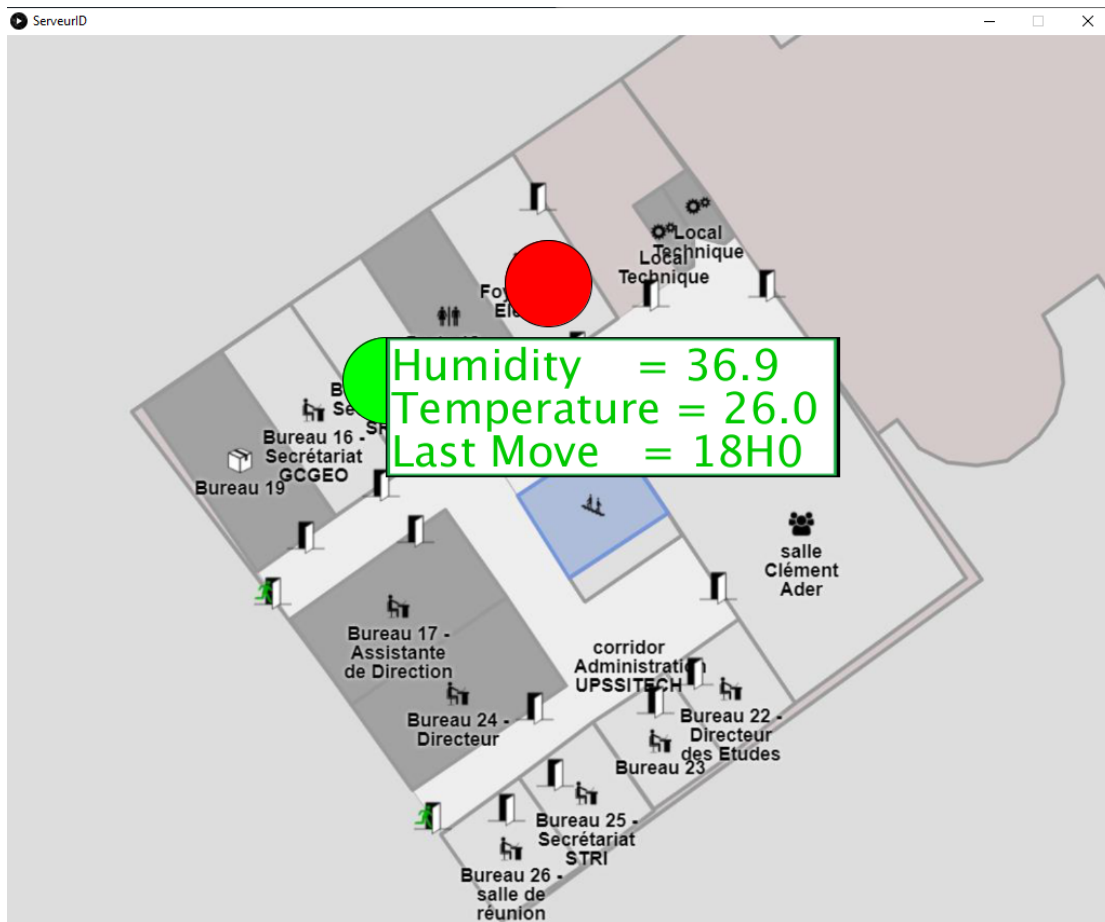 ServeurID
Local
Technique
Local
Technique
Humidity = 36.9
Temperature = 26.0
Last Move = 18H0
Bureau 16 -
Secrétariat
GCGEO
Bureau 19
salle
Clément
Ader
Bureau 17 -
Assistante
de Direction
corridor
Administration
UPSSITECH
Bureau 24 -
Directeur
Bureau 22 -
Directeur
des Etudes
Bureau 23
Bureau 25 -
Secrétariat
STRI
Bureau 26 -
salle de
réunion